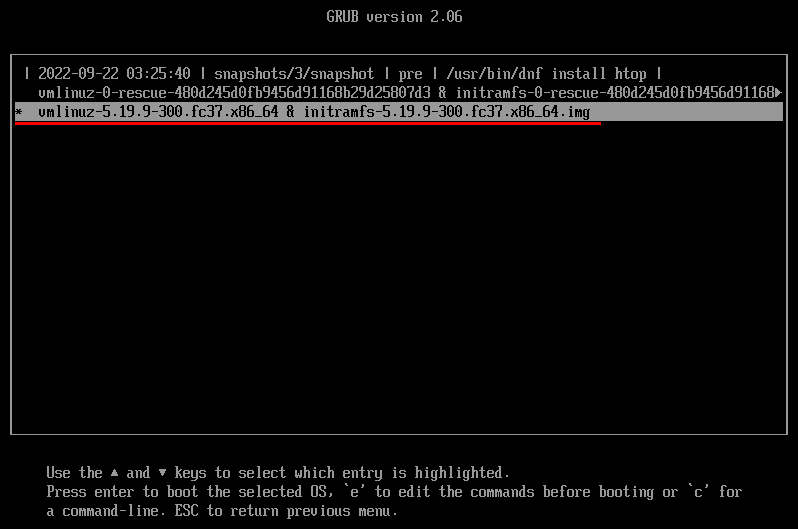 GRUB version 2.06
| 2022-09-22 03:25:40 | snapshots/3/snapshot | pre | /usr/bin/dnf install htop |
vmlinuz-0-rescue-480d245d0fb9456d91168b29d25807d3 & initramfs-0-rescue-480d245d0fb9456d91168▶
* vmlinuz-5.19.9-300.fc37.x86_64 & initramfs-5.19.9-300.fc37.x86_64.img
Use the ▲ and ▼ keys to select which entry is highlighted.
Press enter to boot the selected OS, `e' to edit the commands before booting or `c' for
a command-line. ESC to return previous menu.